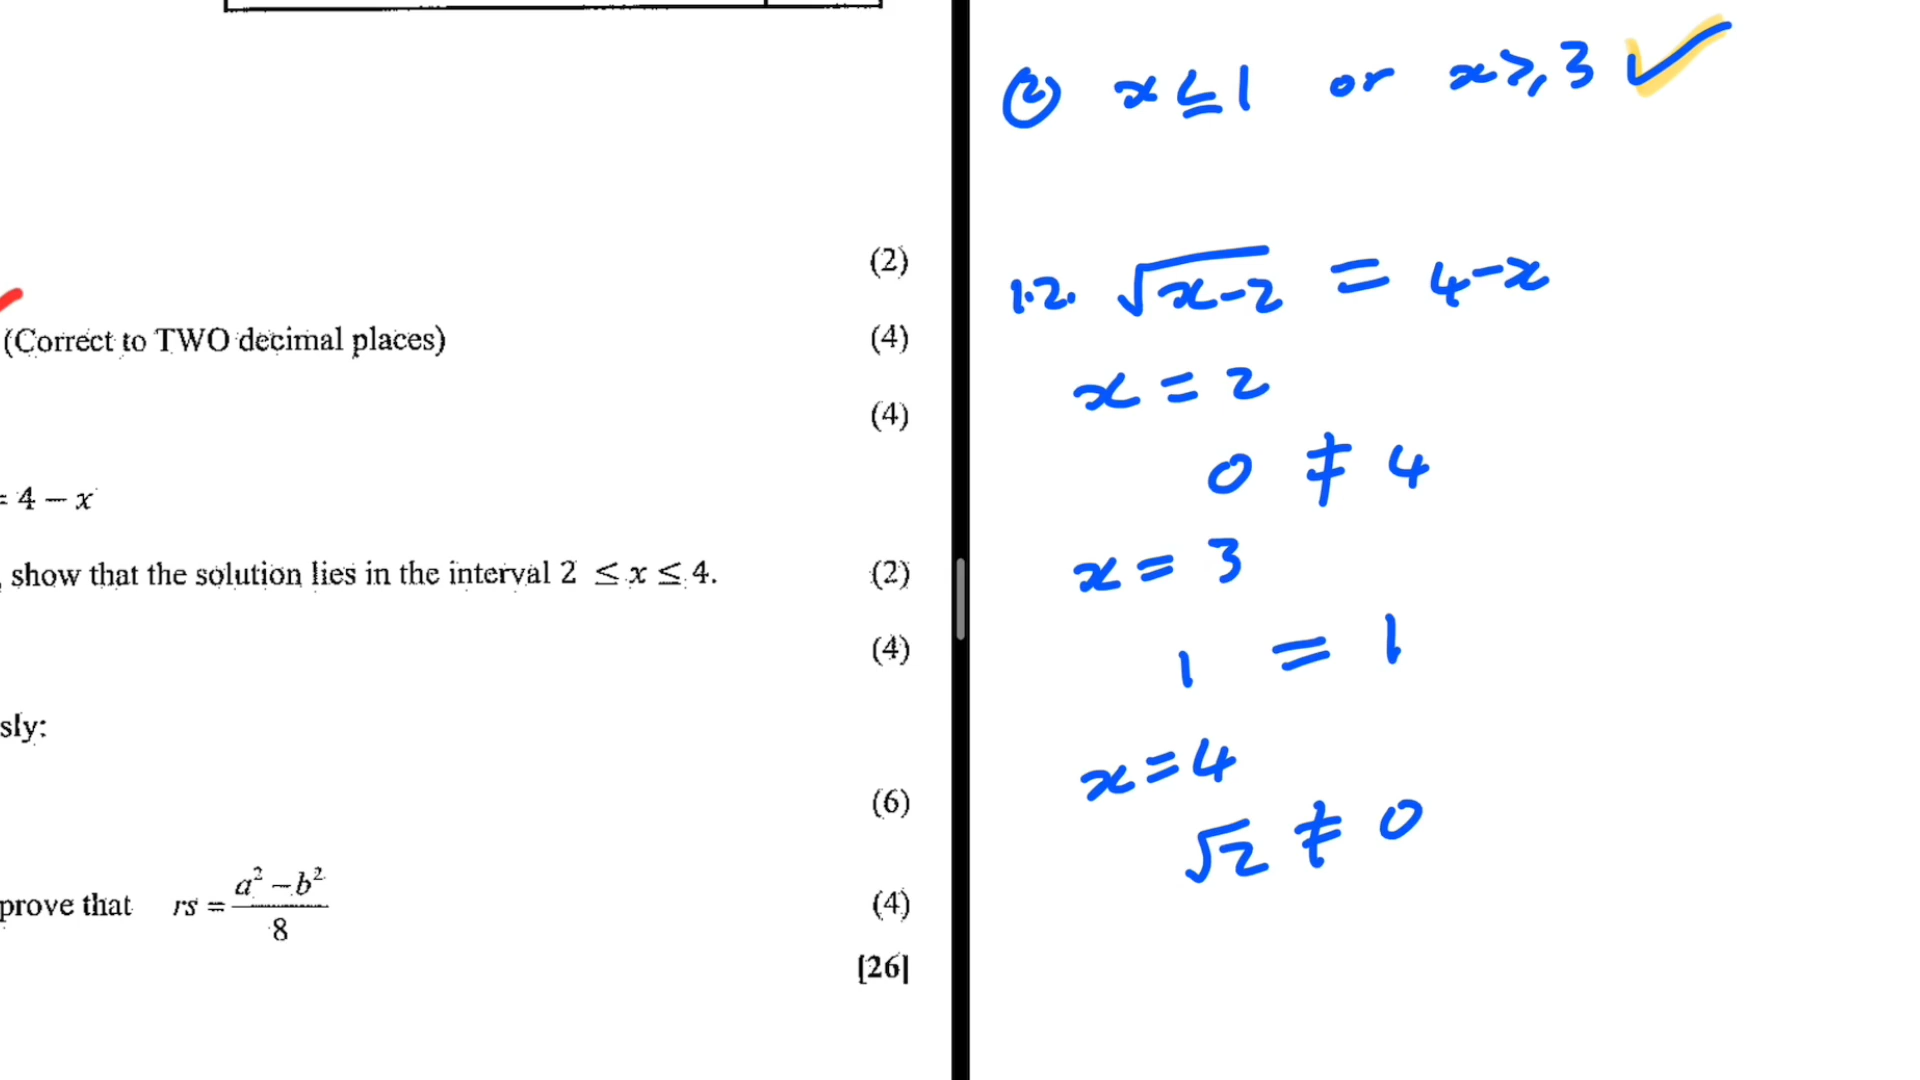 (2)
(Correct to TWO decimal places) (4)
(4)
= 4 – x
, show that the solution lies in the interval 2 ≤ x ≤ 4. (2)
(4)
sly:
(6)
prove that rs = a² – b² / 8 (4)
[26]
② x ≤ 1 or x ≥ 3 ✓
1.2. √x-2 = 4-x
x = 2
0 ≠ 4
x = 3
1 = 1
x = 4
√2 ≠ 0